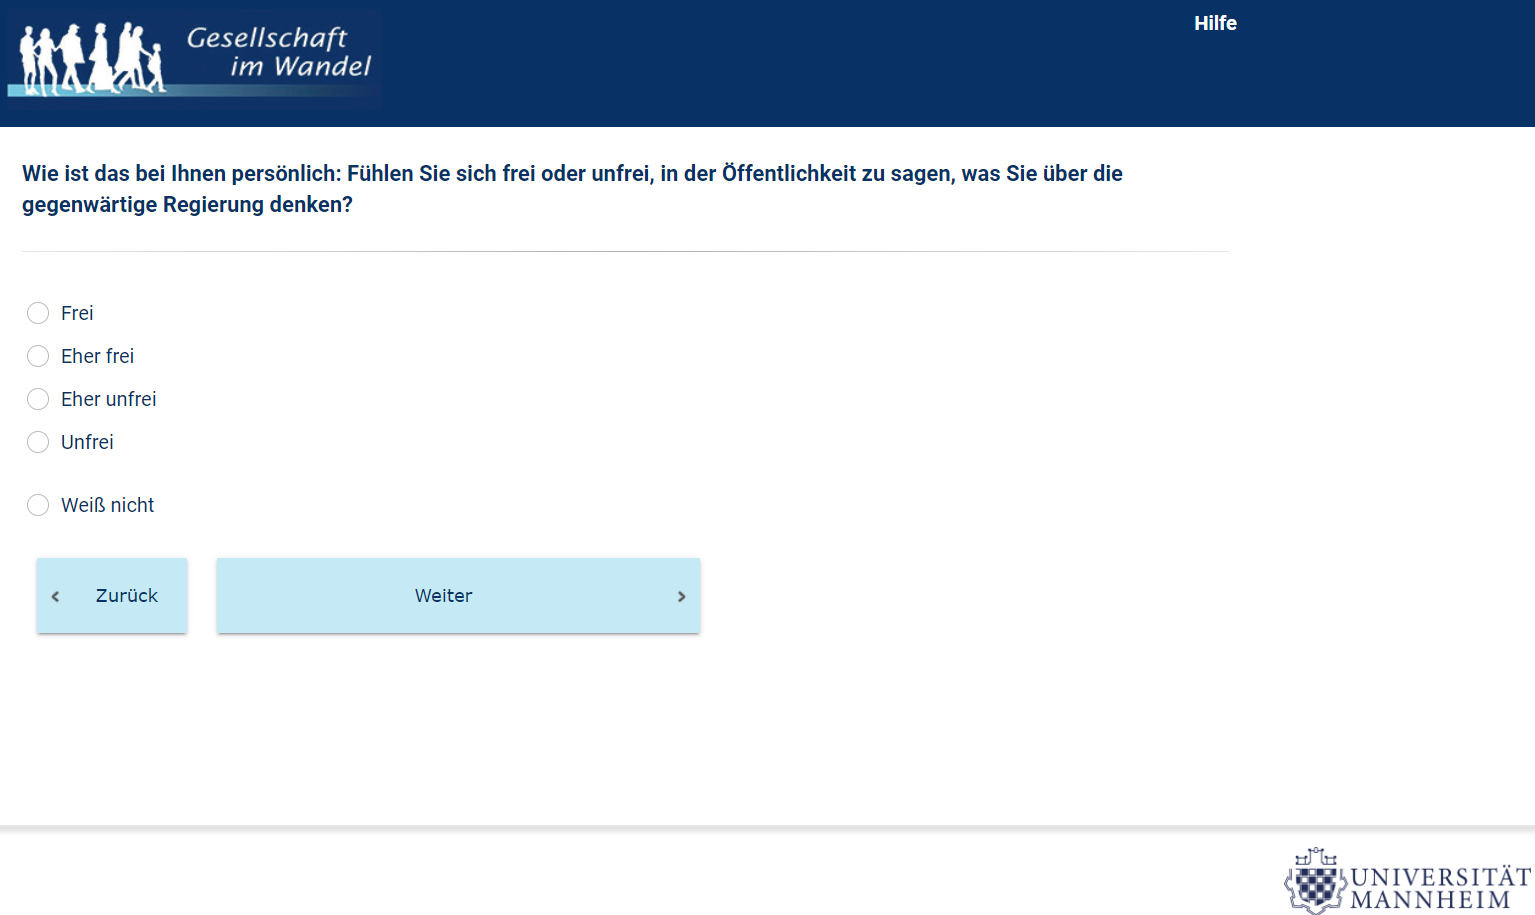 Gesellschaft
im Wandel
Hilfe
Wie ist das bei Ihnen persönlich: Fühlen Sie sich frei oder unfrei, in der Öffentlichkeit zu sagen, was Sie über die
gegenwärtige Regierung denken?
Frei
Eher frei
Eher unfrei
Unfrei
Weiß nicht
Zurück
Weiter
UNIVERSITÄT
MANNHEIM